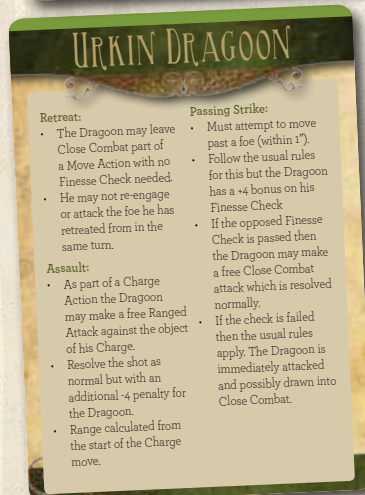 URKIN DRAGOON
Retreat:
• The Dragoon may leave
Close Combat part of
a Move Action with no
Finesse Check needed.
• He may not re-engage
or attack the foe he has
retreated from in the
same turn.
Assault:
• As part of a Charge
Action the Dragoon
may make a free Ranged
Attack against the object
of his Charge.
• Resolve the shot as
normal but with an
additional -4 penalty for
the Dragoon.
• Range calculated from
the start of the Charge
move.
Passing Strike:
• Must attempt to move
past a foe (within 1").
• Follow the usual rules
for this but the Dragoon
has a +4 bonus on his
Finesse Check
• If the opposed Finesse
Check is passed then
the Dragoon may make
a free Close Combat
attack which is resolved
normally.
• If the check is failed
then the usual rules
apply. The Dragoon is
immediately attacked
and possibly drawn into
Close Combat.